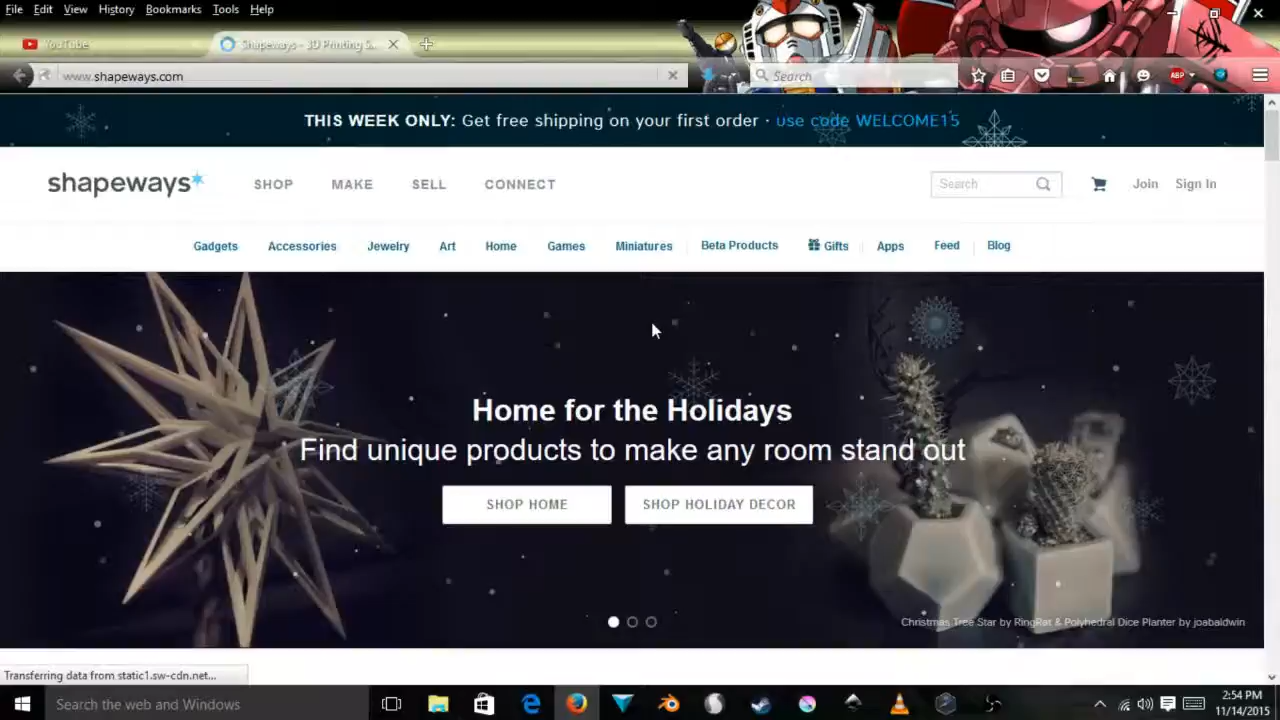 File Edit View History Bookmarks Tools Help
YouTube Shapeways - 3D Printing S...
www.shapeways.com Search ABP
THIS WEEK ONLY: Get free shipping on your first order · use code WELCOME15
shapeways SHOP MAKE SELL CONNECT Search Join Sign In
Gadgets Accessories Jewelry Art Home Games Miniatures Beta Products Gifts Apps Feed Blog
Home for the Holidays
Find unique products to make any room stand out
SHOP HOME SHOP HOLIDAY DECOR
Christmas Tree Star by RingRat & Polyhedral Dice Planter by joabaldwin
Transferring data from static1.sw-cdn.net...
Search the web and Windows 2:54 PM
11/14/2015